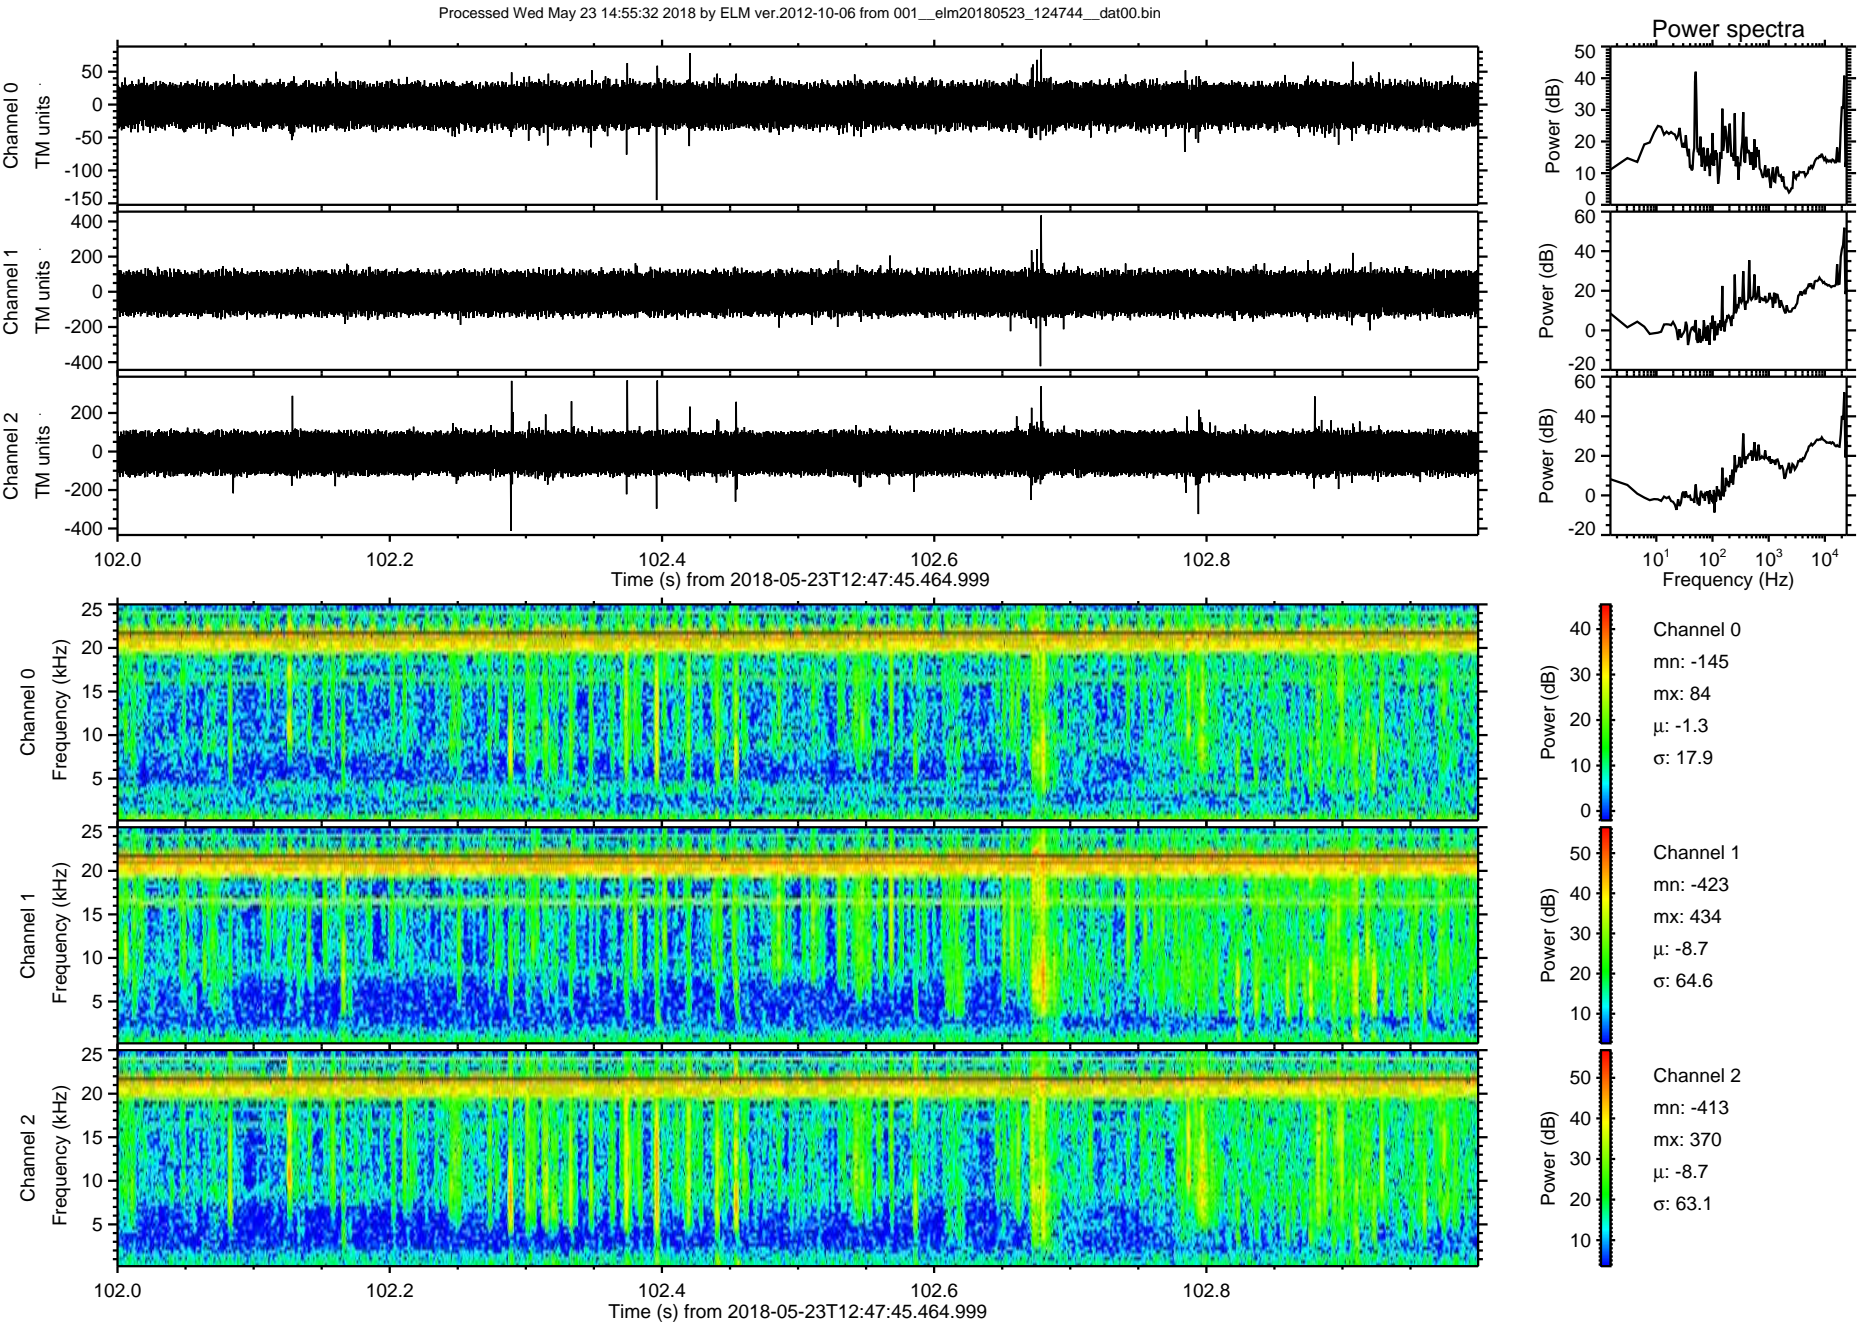 Processed Wed May 23 14:55:32 2018 by ELM ver.2012-10-06 from 001__elm20180523_124744__dat00.bin
Power spectra
Channel 0
TM units
50
0
-50
-100
-150
Power (dB)
50
40
30
20
10
0
Channel 1
TM units
400
200
0
-200
-400
Power (dB)
60
40
20
0
-20
Channel 2
TM units
200
0
-200
-400
Power (dB)
60
40
20
0
-20
102.0 102.2 102.4 102.6 102.8
Time (s) from 2018-05-23T12:47:45.464.999
10¹ 10² 10³ 10⁴
Frequency (Hz)
Channel 0
Frequency (kHz)
25
20
15
10
5
Power (dB)
40
30
20
10
0
Channel 0
mn: -145
mx: 84
μ: -1.3
σ: 17.9
Channel 1
Frequency (kHz)
25
20
15
10
5
Power (dB)
50
40
30
20
10
Channel 1
mn: -423
mx: 434
μ: -8.7
σ: 64.6
Channel 2
Frequency (kHz)
25
20
15
10
5
Power (dB)
50
40
30
20
10
Channel 2
mn: -413
mx: 370
μ: -8.7
σ: 63.1
102.0 102.2 102.4 102.6 102.8
Time (s) from 2018-05-23T12:47:45.464.999